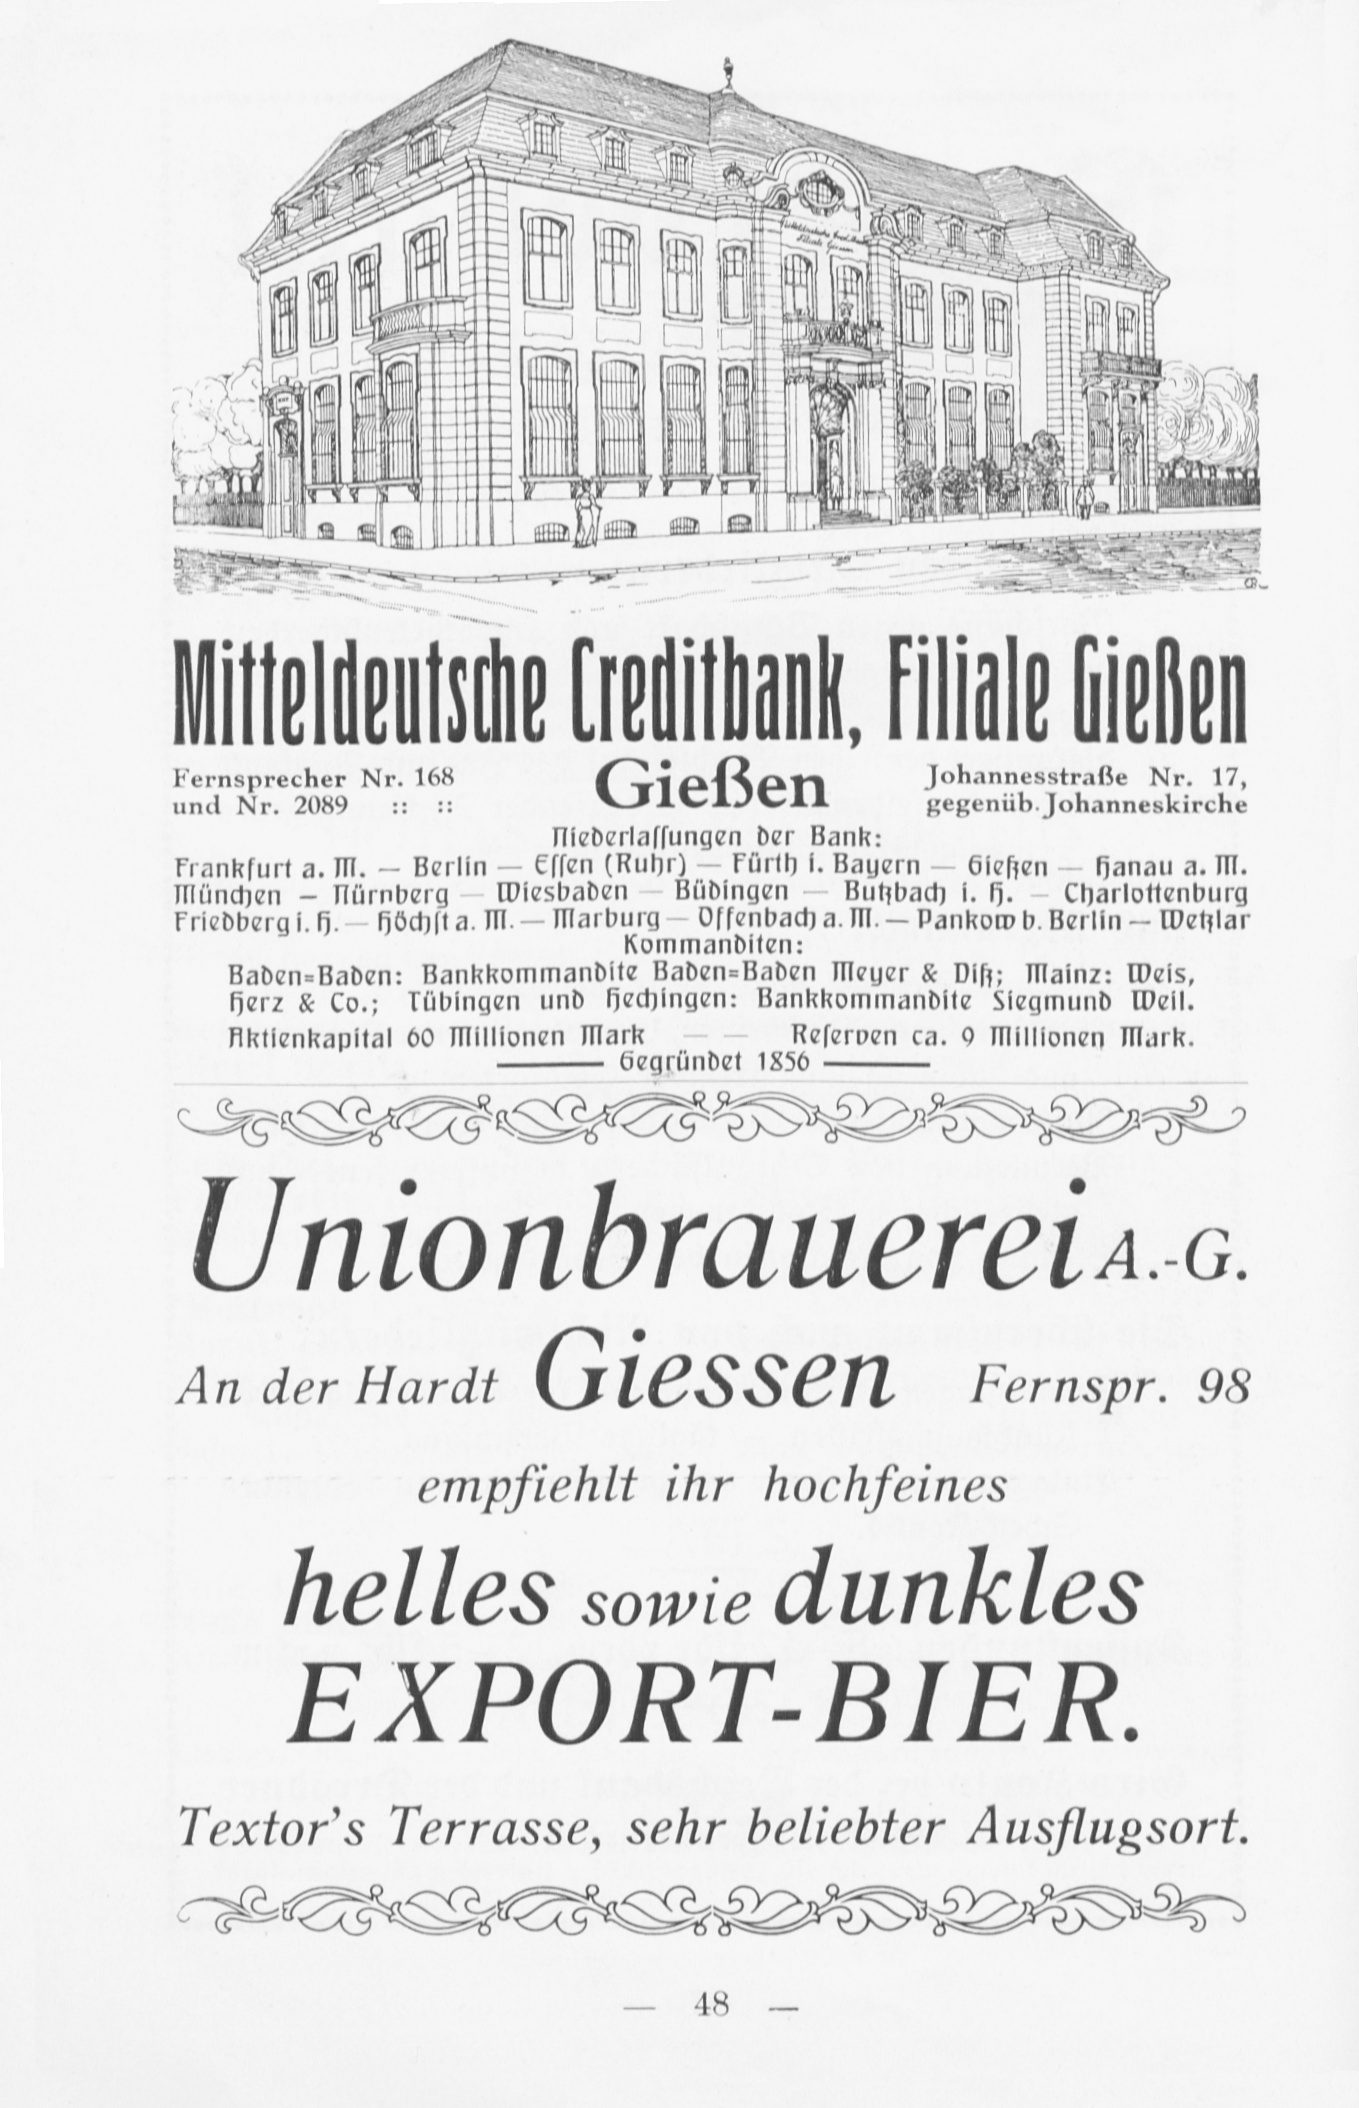 Mitteldeutsche Creditbank, Filiale Gießen
Fernsprecher Nr. 168
und Nr. 2089 :: ::
Gießen
Johannesstraße Nr. 17,
gegenüb. Johanneskirche
Niederlassungen der Bank:
Frankfurt a. M. — Berlin — Essen (Ruhr) — Fürth i. Bayern — Gießen — Hanau a. M.
München — Nürnberg — Wiesbaden — Büdingen — Butzbach i. H. — Charlottenburg
Friedberg i. H. — Höchst a. M. — Marburg — Offenbach a. M. — Pankow b. Berlin — Wetzlar
Kommanditen:
Baden=Baden: Bankkommandite Baden=Baden Meyer & Diß; Mainz: Weis,
Herz & Co.; Tübingen und Hechingen: Bankkommandite Siegmund Weil.
Aktienkapital 60 Millionen Mark — — Reserven ca. 9 Millionen Mark.
Gegründet 1856
Unionbrauerei A.-G.
An der Hardt Giessen Fernspr. 98
empfiehlt ihr hochfeines
helles sowie dunkles
EXPORT-BIER.
Textor's Terrasse, sehr beliebter Ausflugsort.
— 48 —